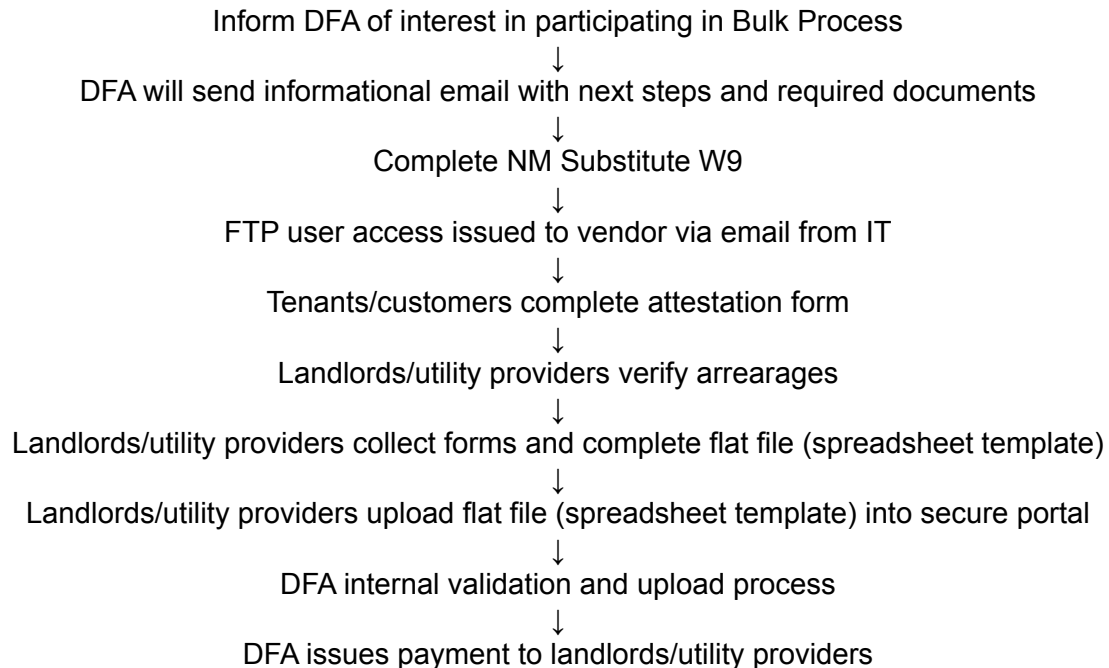 Inform DFA of interest in participating in Bulk Process
↓
DFA will send informational email with next steps and required documents
↓
Complete NM Substitute W9
↓
FTP user access issued to vendor via email from IT
↓
Tenants/customers complete attestation form
↓
Landlords/utility providers verify arrearages
↓
Landlords/utility providers collect forms and complete flat file (spreadsheet template)
↓
Landlords/utility providers upload flat file (spreadsheet template) into secure portal
↓
DFA internal validation and upload process
↓
DFA issues payment to landlords/utility providers